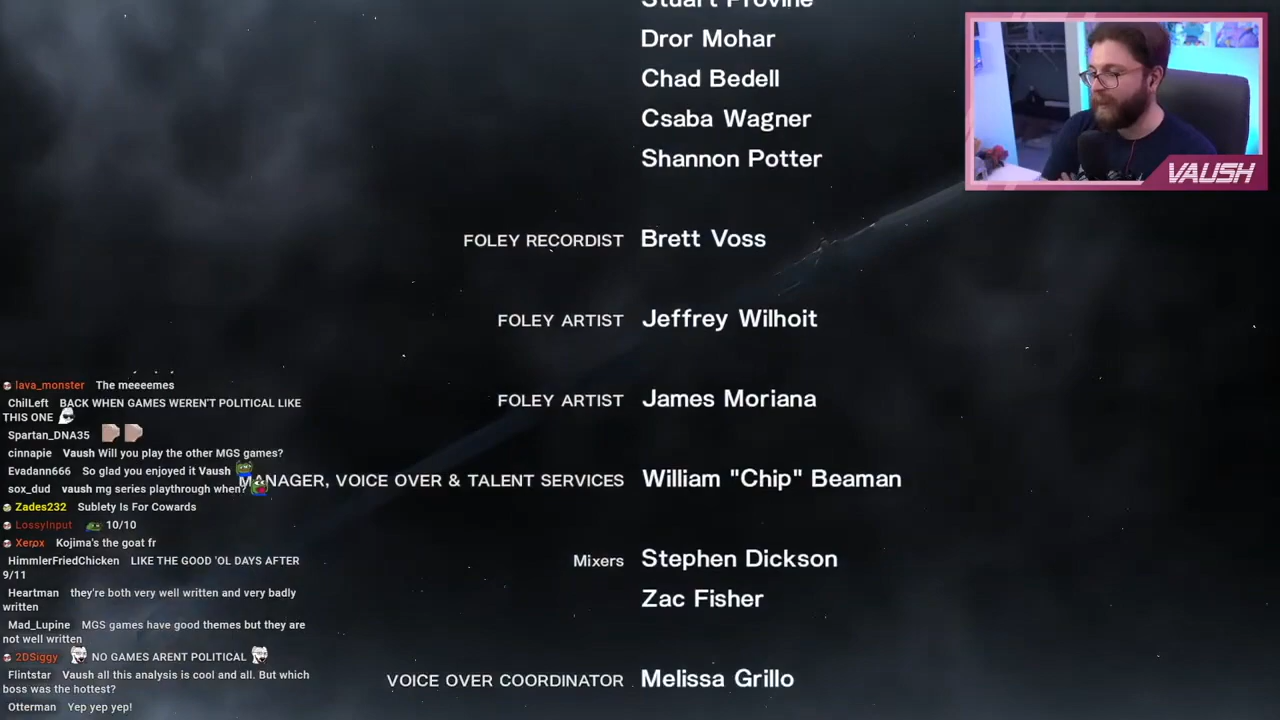 Stuart Provine
Dror Mohar
Chad Bedell
Csaba Wagner
Shannon Potter
VAUSH
FOLEY RECORDIST Brett Voss
FOLEY ARTIST Jeffrey Wilhoit
FOLEY ARTIST James Moriana
MANAGER, VOICE OVER & TALENT SERVICES William "Chip" Beaman
Mixers Stephen Dickson
Zac Fisher
VOICE OVER COORDINATOR Melissa Grillo
lava_monster The meeeemes
ChilLeft BACK WHEN GAMES WEREN'T POLITICAL LIKE
THIS ONE
Spartan_DNA35
cinnapie Vaush Will you play the other MGS games?
Evadann666 So glad you enjoyed it Vaush
sox_dud vaush mg series playthrough when?
Zades232 Sublety Is For Cowards
LossyInput 10/10
Xerox Kojima's the goat fr
HimmlerFriedChicken LIKE THE GOOD 'OL DAYS AFTER
9/11
Heartman they're both very well written and very badly
written
Mad_Lupine MGS games have good themes but they are
not well written
2DSiggy NO GAMES ARENT POLITICAL
Flintstar Vaush all this analysis is cool and all. But which
boss was the hottest?
Otterman Yep yep yep!